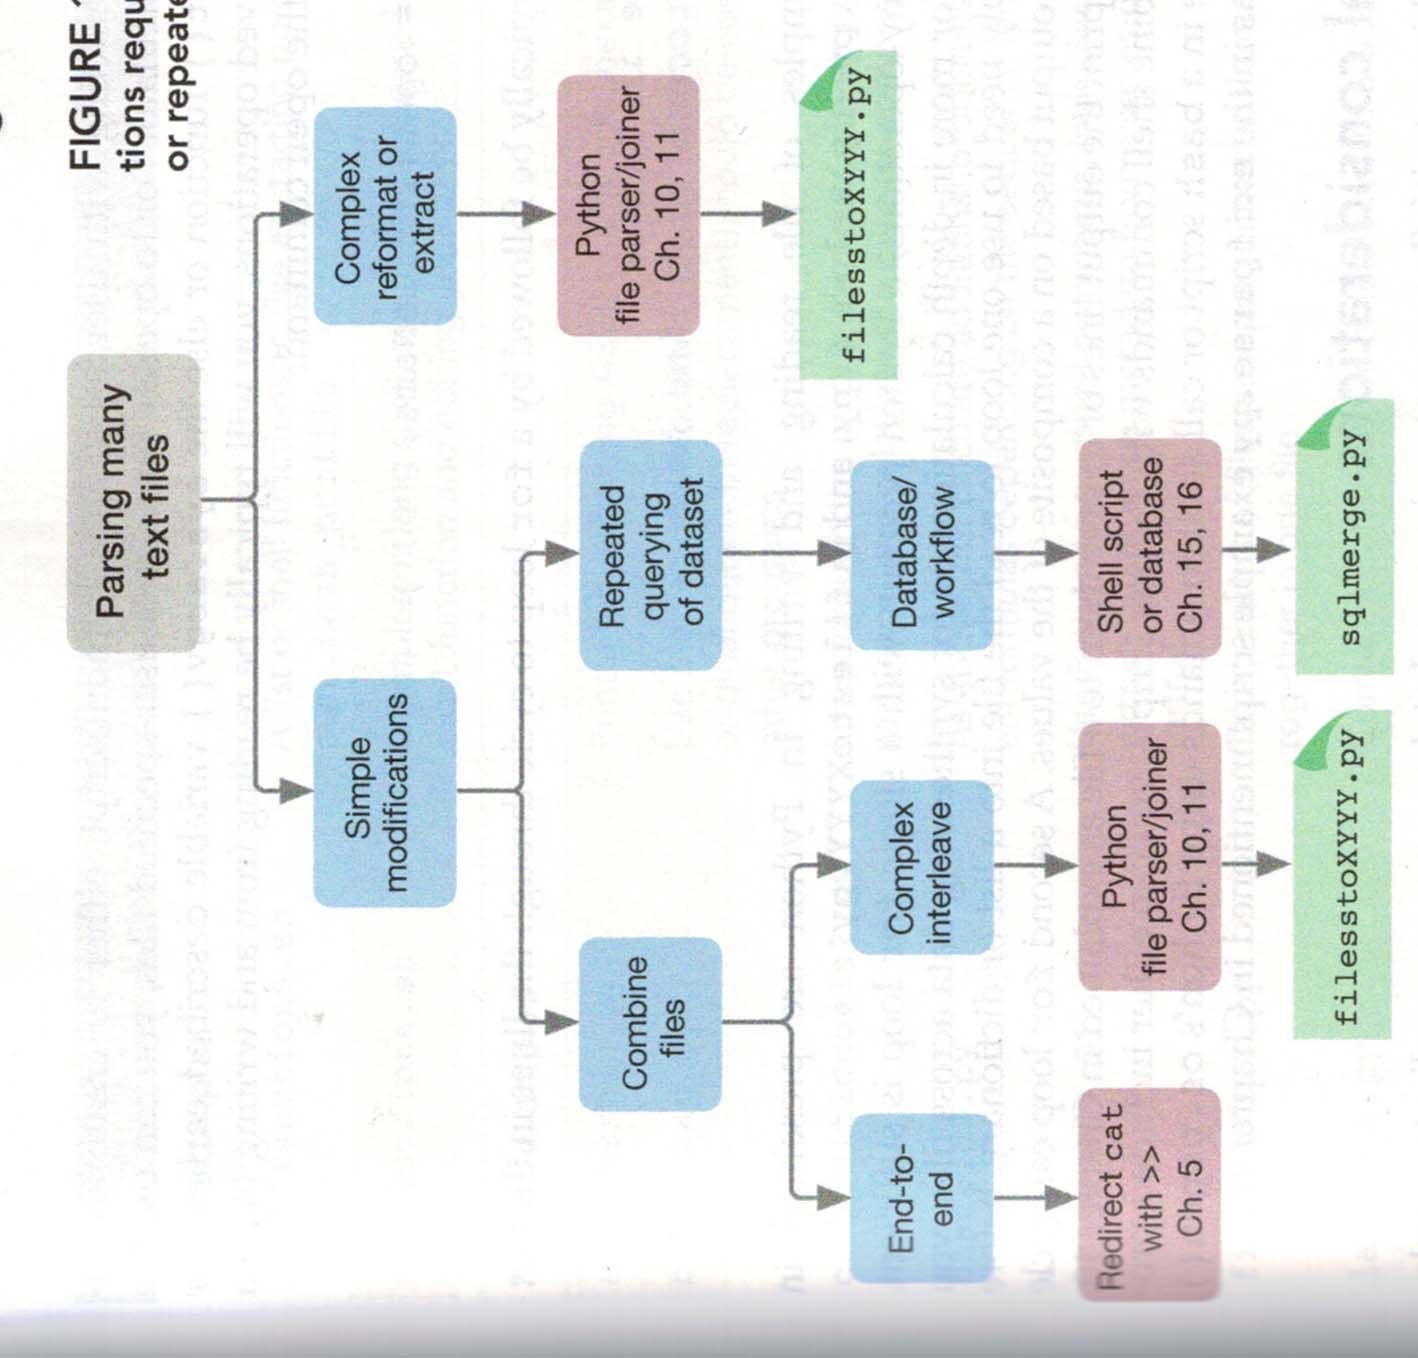 FIGURE
tions requ
or repeate
Parsing many
text files
Simple
modifications
Complex
reformat or
extract
Combine
files
Repeated
querying
of dataset
Python
file parser/joiner
Ch. 10, 11
filesstoXYYY.py
End-to-
end
Complex
interleave
Database/
workflow
Redirect cat
with >>
Ch. 5
Python
file parser/joiner
Ch. 10, 11
Shell script
or database
Ch. 15, 16
filesstoXYYY.py
sqlmerge.py